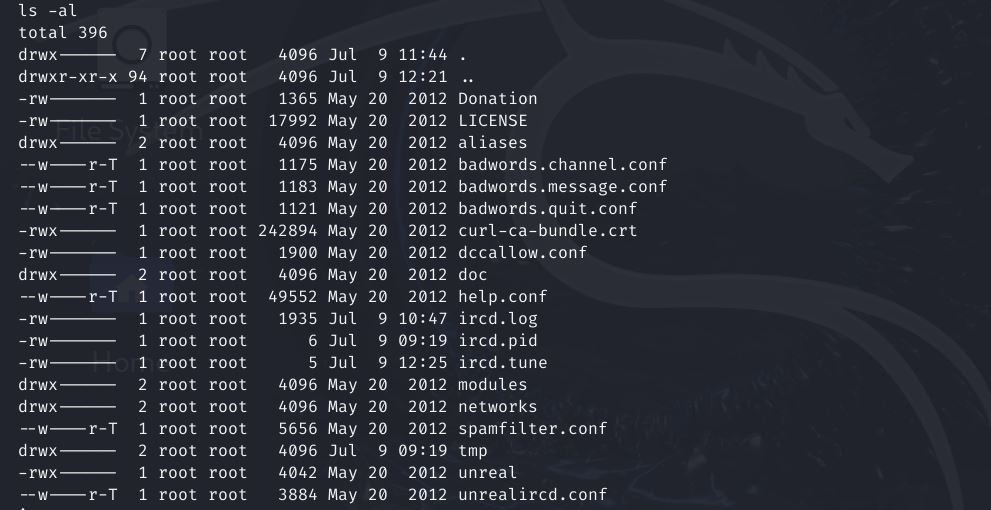 ls -al
total 396
drwx------  7 root root   4096 Jul  9 11:44 .
drwxr-xr-x 94 root root   4096 Jul  9 12:21 ..
-rw-------  1 root root   1365 May 20  2012 Donation
-rw-------  1 root root  17992 May 20  2012 LICENSE
File System
drwx------  2 root root   4096 May 20  2012 aliases
--w----r-T  1 root root   1175 May 20  2012 badwords.channel.conf
--w----r-T  1 root root   1183 May 20  2012 badwords.message.conf
--w----r-T  1 root root   1121 May 20  2012 badwords.quit.conf
-rwx------  1 root root 242894 May 20  2012 curl-ca-bundle.crt
-rw-------  1 root root   1900 May 20  2012 dccallow.conf
drwx------  2 root root   4096 May 20  2012 doc
--w----r-T  1 root root  49552 May 20  2012 help.conf
-rw-------  1 root root   1935 Jul  9 10:47 ircd.log
-rw-------  1 root root      6 Jul  9 09:19 ircd.pid
-rw-------  1 root root      5 Jul  9 12:25 ircd.tune
Home
drwx------  2 root root   4096 May 20  2012 modules
drwx------  2 root root   4096 May 20  2012 networks
--w----r-T  1 root root   5656 May 20  2012 spamfilter.conf
drwx------  2 root root   4096 Jul  9 09:19 tmp
-rwx------  1 root root   4042 May 20  2012 unreal
--w----r-T  1 root root   3884 May 20  2012 unrealircd.conf